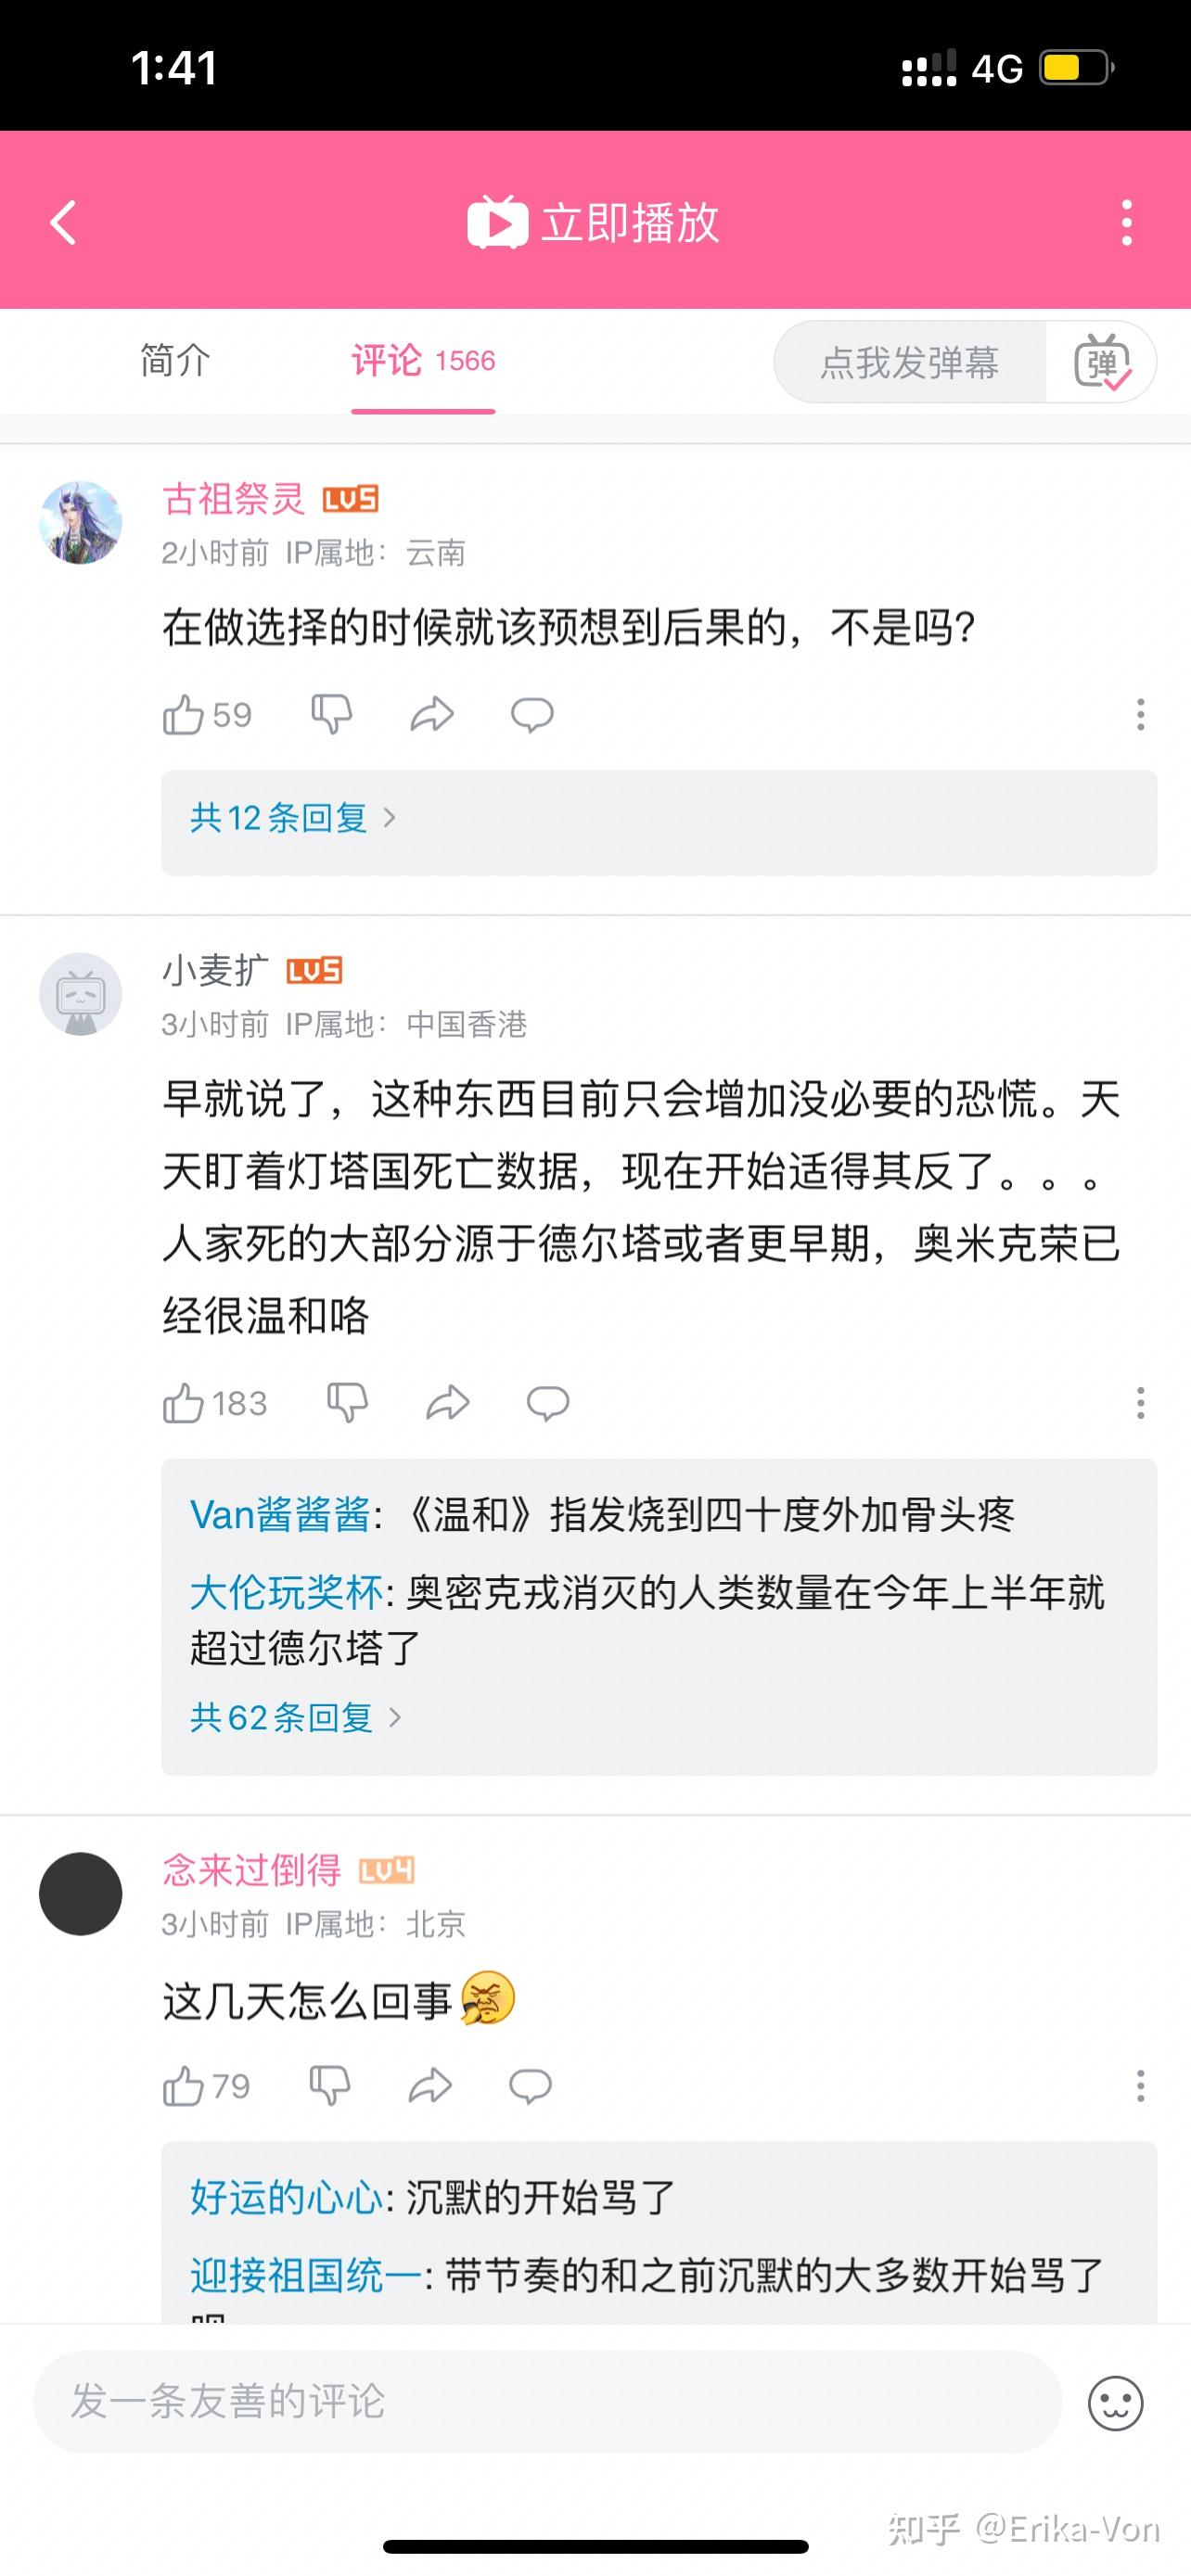 1:41
4G
立即播放
简介
评论 1566
点我发弹幕
弹
古祖祭灵 LV5
2小时前 IP属地：云南
在做选择的时候就该预想到后果的，不是吗?
59
共12条回复 >
小麦扩 LV5
3小时前 IP属地：中国香港
早就说了，这种东西目前只会增加没必要的恐慌。天
天盯着灯塔国死亡数据，现在开始适得其反了。。。
人家死的大部分源于德尔塔或者更早期，奥米克荣已
经很温和咯
183
Van酱酱酱: 《温和》指发烧到四十度外加骨头疼
大伦玩奖杯: 奥密克戎消灭的人类数量在今年上半年就
超过德尔塔了
共62条回复 >
念来过倒得 LV4
3小时前 IP属地：北京
这几天怎么回事
79
好运的心心: 沉默的开始骂了
迎接祖国统一: 带节奏的和之前沉默的大多数开始骂了
发一条友善的评论
知乎 @Erika-Von